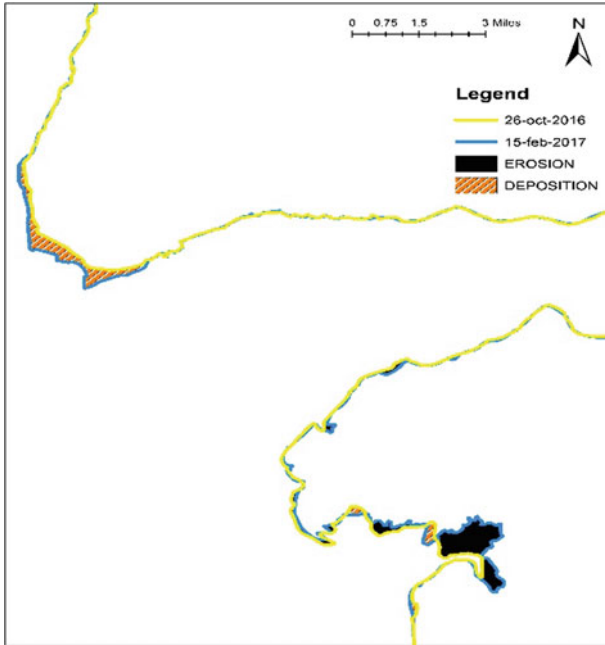 0 0.75 1.5 3 Miles
N
Legend
26-oct-2016
15-feb-2017
EROSION
DEPOSITION